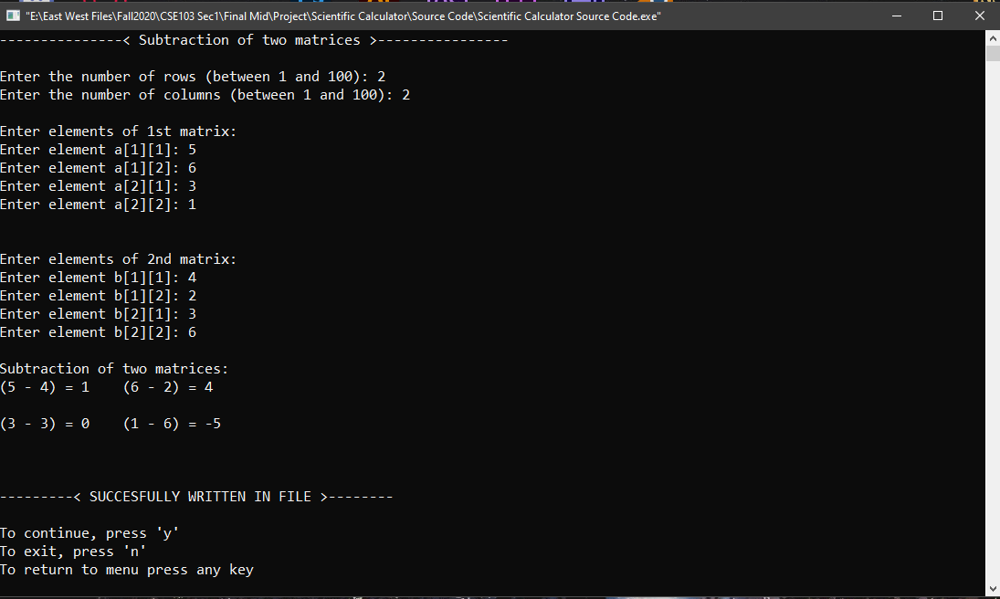 "E:\East West Files\Fall2020\CSE103 Sec1\Final Mid\Project\Scientific Calculator\Source Code\Scientific Calculator Source Code.exe"
---------------< Subtraction of two matrices >----------------
Enter the number of rows (between 1 and 100): 2
Enter the number of columns (between 1 and 100): 2
Enter elements of 1st matrix:
Enter element a[1][1]: 5
Enter element a[1][2]: 6
Enter element a[2][1]: 3
Enter element a[2][2]: 1
Enter elements of 2nd matrix:
Enter element b[1][1]: 4
Enter element b[1][2]: 2
Enter element b[2][1]: 3
Enter element b[2][2]: 6
Subtraction of two matrices:
(5 - 4) = 1    (6 - 2) = 4
(3 - 3) = 0    (1 - 6) = -5
---------< SUCCESFULLY WRITTEN IN FILE >--------
To continue, press 'y'
To exit, press 'n'
To return to menu press any key